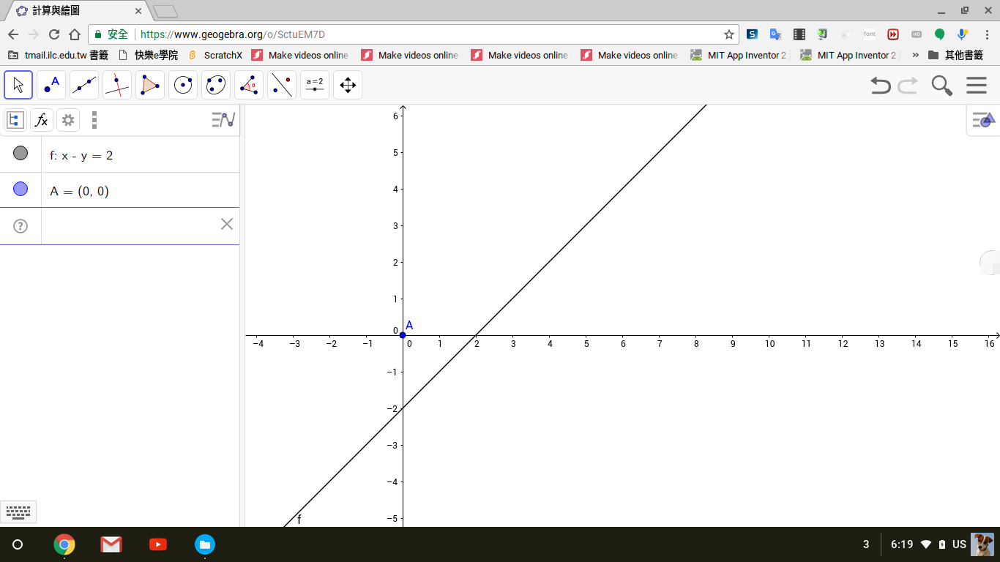 計算與繪圖
安全 https://www.geogebra.org/o/SctuEM7D
tmail.ilc.edu.tw 書籤 快樂e學院 ScratchX Make videos online Make videos online Make videos online Make videos online MIT App Inventor 2 MIT App Inventor 2 » 其他書籤
A α a=2
fx
f: x - y = 2
A = (0, 0)
?
6
5
4
3
2
1
0
A
−4 −3 −2 −1 0 1 2 3 4 5 6 7 8 9 10 11 12 13 14 15 16
−1
−2
−3
−4
−5
f
3 6:19 US